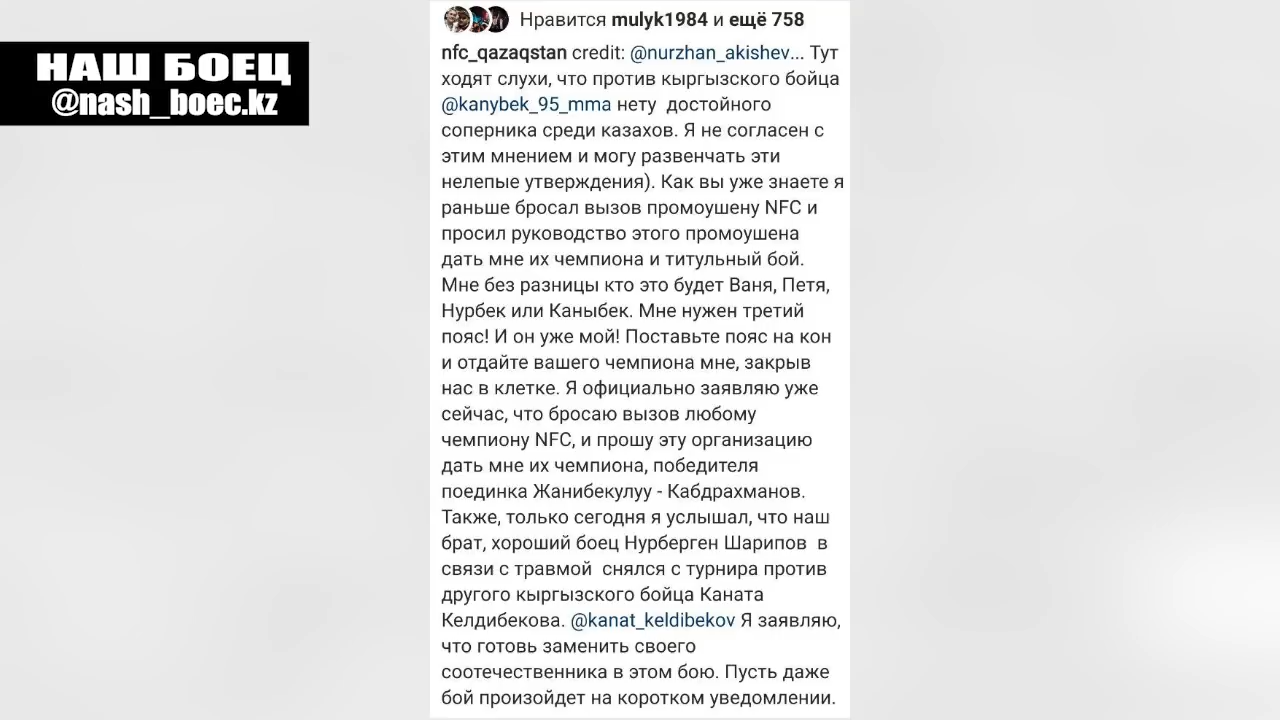 НАШ БОЕЦ
@nash_boec.kz
Нравится mulyk1984 и ещё 758
nfc_qazaqstan credit: @nurzhan_akishev... Тут
ходят слухи, что против кыргызского бойца
@kanybek_95_mma нету достойного
соперника среди казахов. Я не согласен с
этим мнением и могу развенчать эти
нелепые утверждения). Как вы уже знаете я
раньше бросал вызов промоушену NFC и
просил руководство этого промоушена
дать мне их чемпиона и титульный бой.
Мне без разницы кто это будет Ваня, Петя,
Нурбек или Каныбек. Мне нужен третий
пояс! И он уже мой! Поставьте пояс на кон
и отдайте вашего чемпиона мне, закрыв
нас в клетке. Я официально заявляю уже
сейчас, что бросаю вызов любому
чемпиону NFC, и прошу эту организацию
дать мне их чемпиона, победителя
поединка Жанибекулуу - Кабдрахманов.
Также, только сегодня я услышал, что наш
брат, хороший боец Нурберген Шарипов в
связи с травмой снялся с турнира против
другого кыргызского бойца Каната
Келдибекова. @kanat_keldibekov Я заявляю,
что готовь заменить своего
соотечественника в этом бою. Пусть даже
бой произойдет на коротком уведомлении.